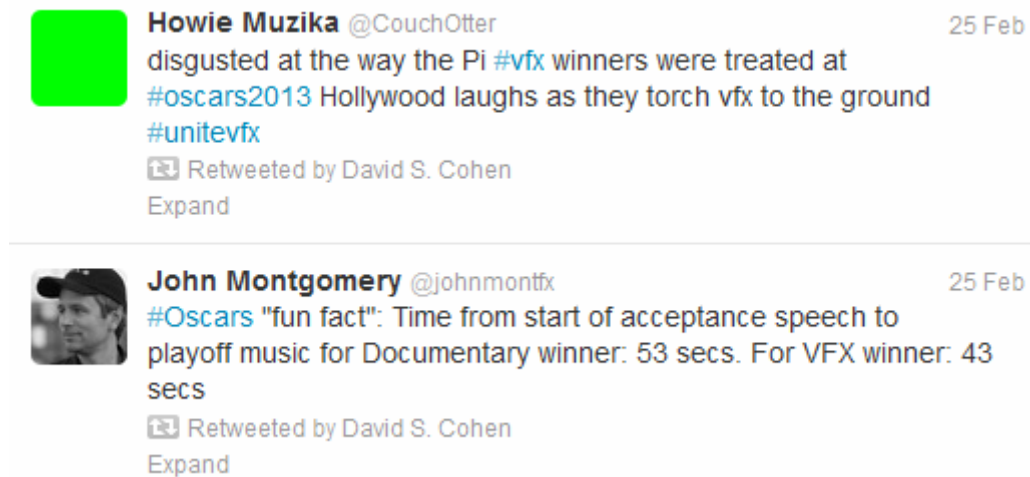 Howie Muzika @CouchOtter 25 Feb
disgusted at the way the Pi #vfx winners were treated at
#oscars2013 Hollywood laughs as they torch vfx to the ground
#unitevfx
Retweeted by David S. Cohen
Expand
John Montgomery @johnmontfx 25 Feb
#Oscars "fun fact": Time from start of acceptance speech to
playoff music for Documentary winner: 53 secs. For VFX winner: 43
secs
Retweeted by David S. Cohen
Expand